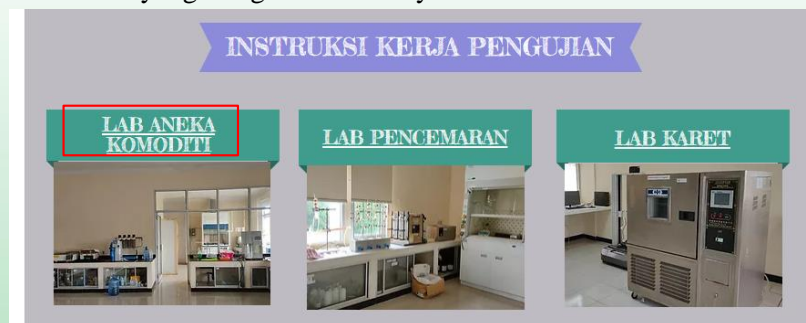 INSTRUKSI KERJA PENGUJIAN
LAB ANEKA
KOMODITI
LAB PENCEMARAN
LAB KARET